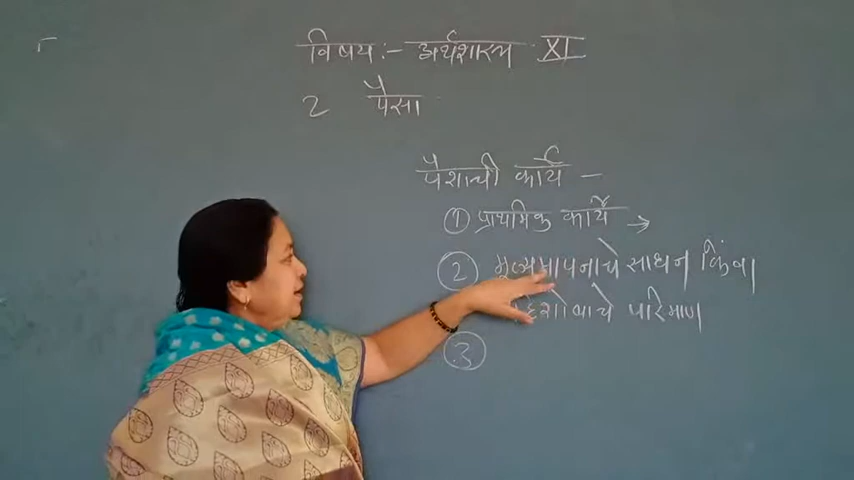 विषय :- अर्थशास्त्र XI
2 पैसा
पैशाची कार्य -
① प्राथमिक कार्य →
② मूल्यमापनाचे साधन किंवा
परिमाण
③